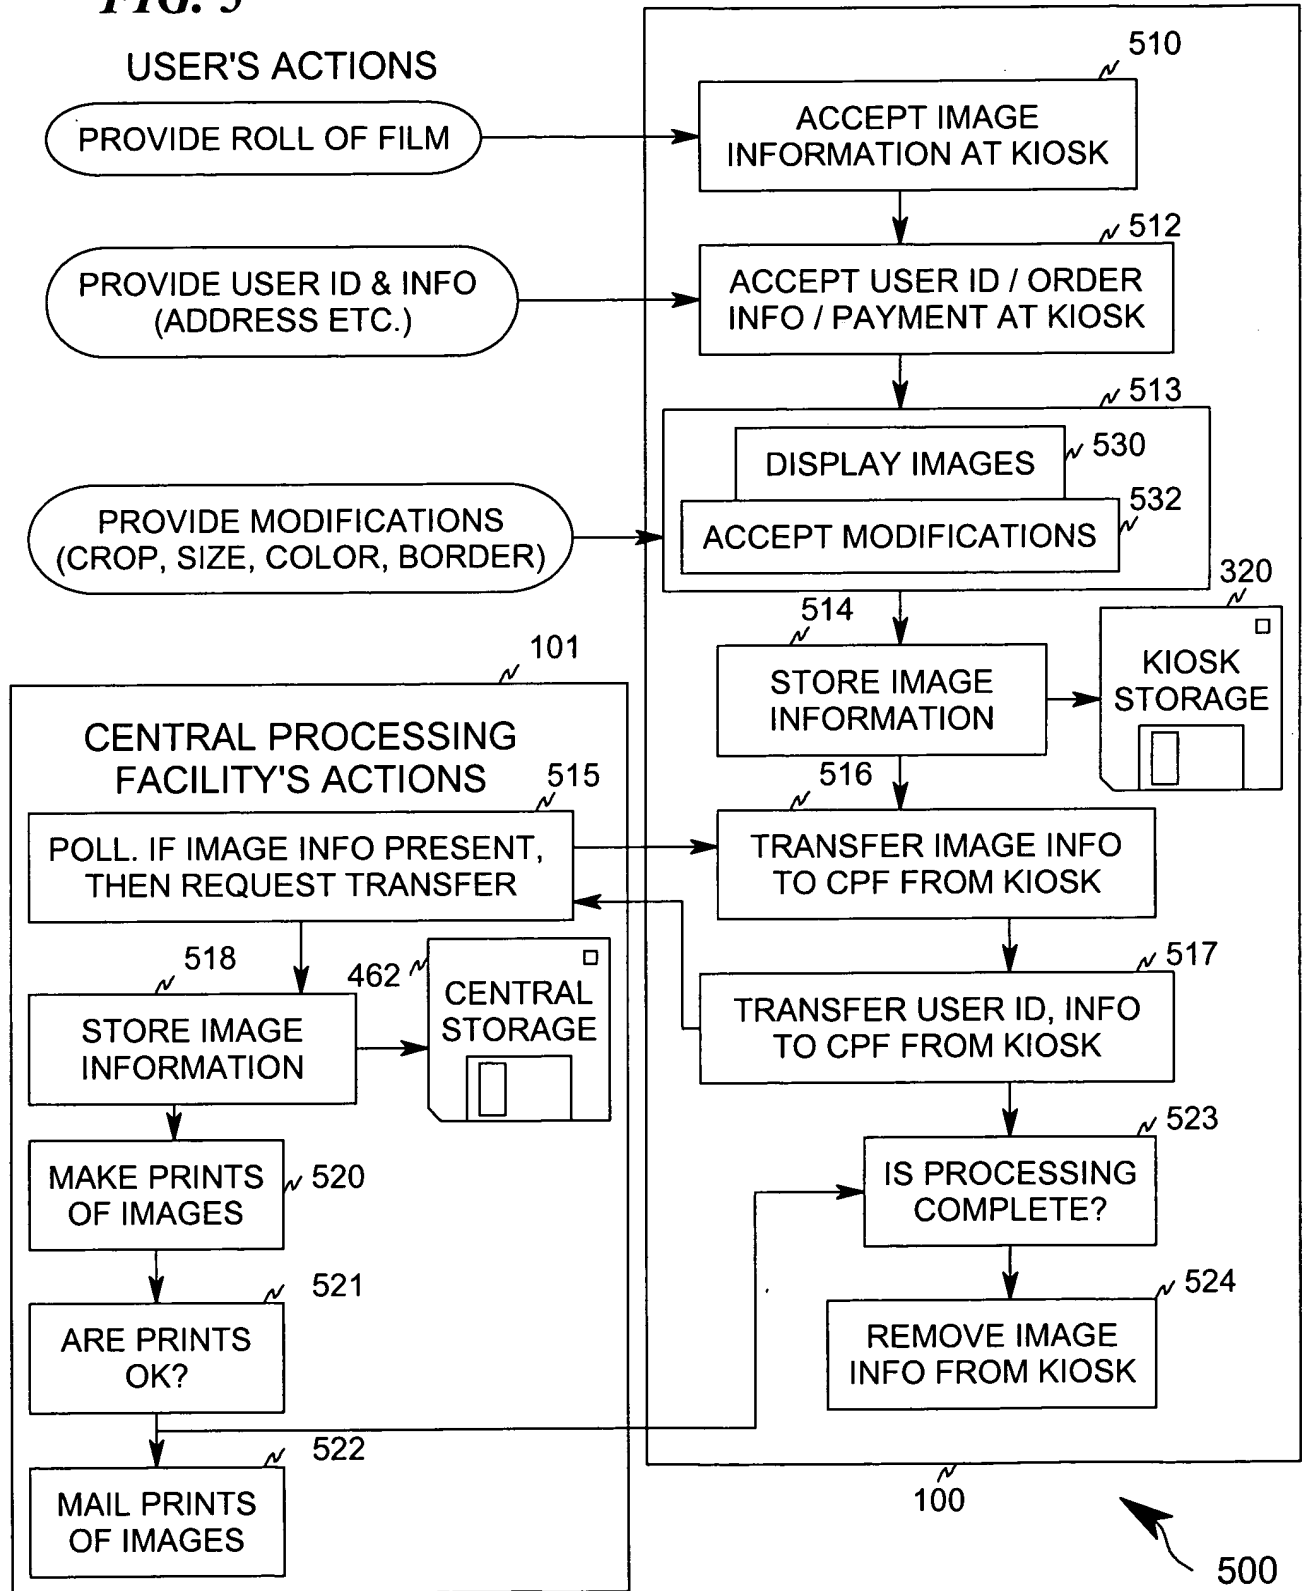 FIG. 5
USER'S ACTIONS
PROVIDE ROLL OF FILM
510
ACCEPT IMAGE
INFORMATION AT KIOSK
PROVIDE USER ID & INFO
(ADDRESS ETC.)
512
ACCEPT USER ID / ORDER
INFO / PAYMENT AT KIOSK
513
DISPLAY IMAGES
530
PROVIDE MODIFICATIONS
(CROP, SIZE, COLOR, BORDER)
ACCEPT MODIFICATIONS
532
514
STORE IMAGE
INFORMATION
320
KIOSK
STORAGE
101
CENTRAL PROCESSING
FACILITY'S ACTIONS
515
POLL. IF IMAGE INFO PRESENT,
THEN REQUEST TRANSFER
516
TRANSFER IMAGE INFO
TO CPF FROM KIOSK
518
STORE IMAGE
INFORMATION
462
CENTRAL
STORAGE
517
TRANSFER USER ID, INFO
TO CPF FROM KIOSK
MAKE PRINTS
OF IMAGES
520
523
IS PROCESSING
COMPLETE?
521
ARE PRINTS
OK?
524
REMOVE IMAGE
INFO FROM KIOSK
522
MAIL PRINTS
OF IMAGES
100
500